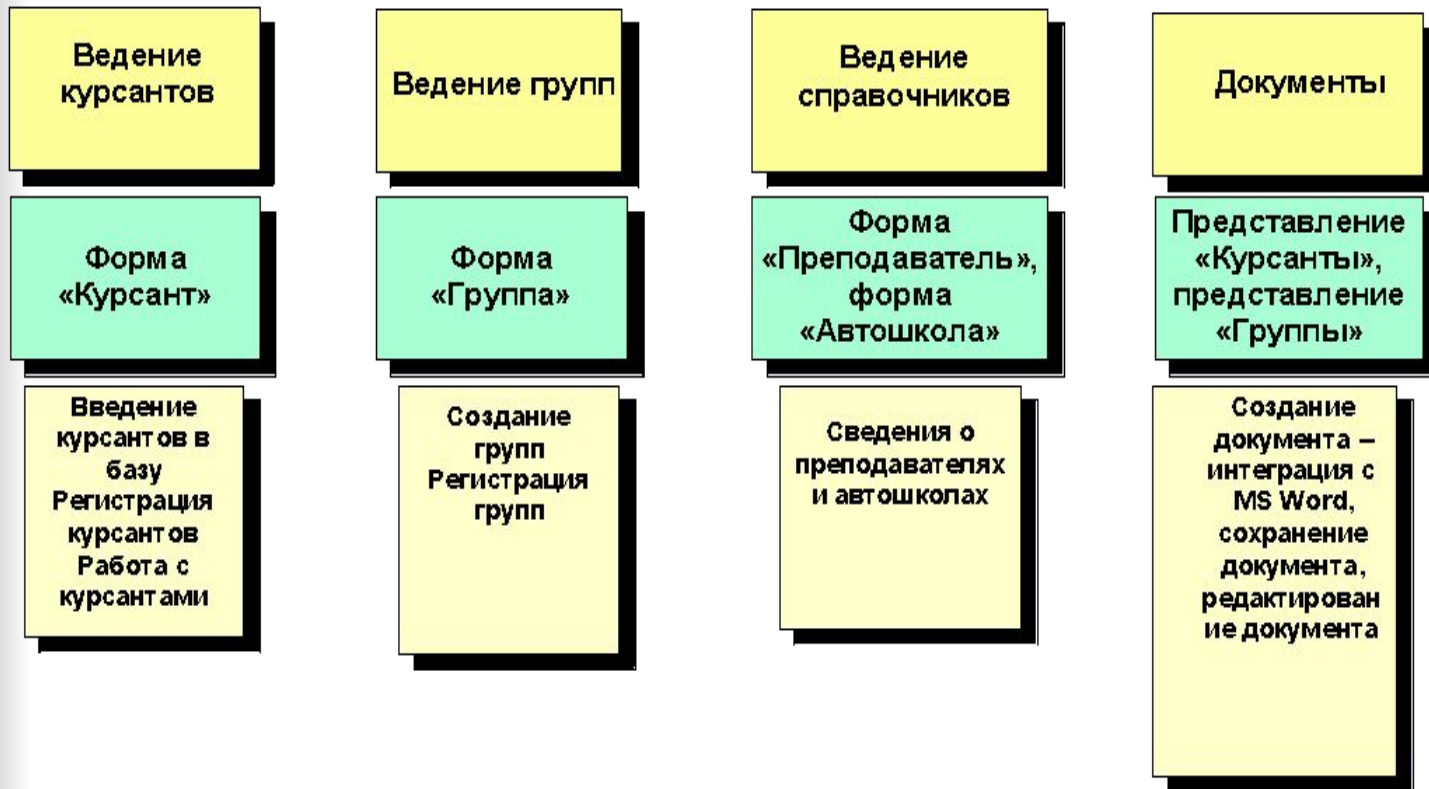 Ведение
курсантов
Ведение групп
Ведение
справочников
Документы
Форма
«Курсант»
Форма
«Группа»
Форма
«Преподаватель»,
форма
«Автошкола»
Представление
«Курсанты»,
представление
«Группы»
Введение
курсантов в
базу
Регистрация
курсантов
Работа с
курсантами
Создание
групп
Регистрация
групп
Сведения о
преподавателях
и автошколах
Создание
документа –
интеграция с
MS Word,
сохранение
документа,
редактирован
ие документа